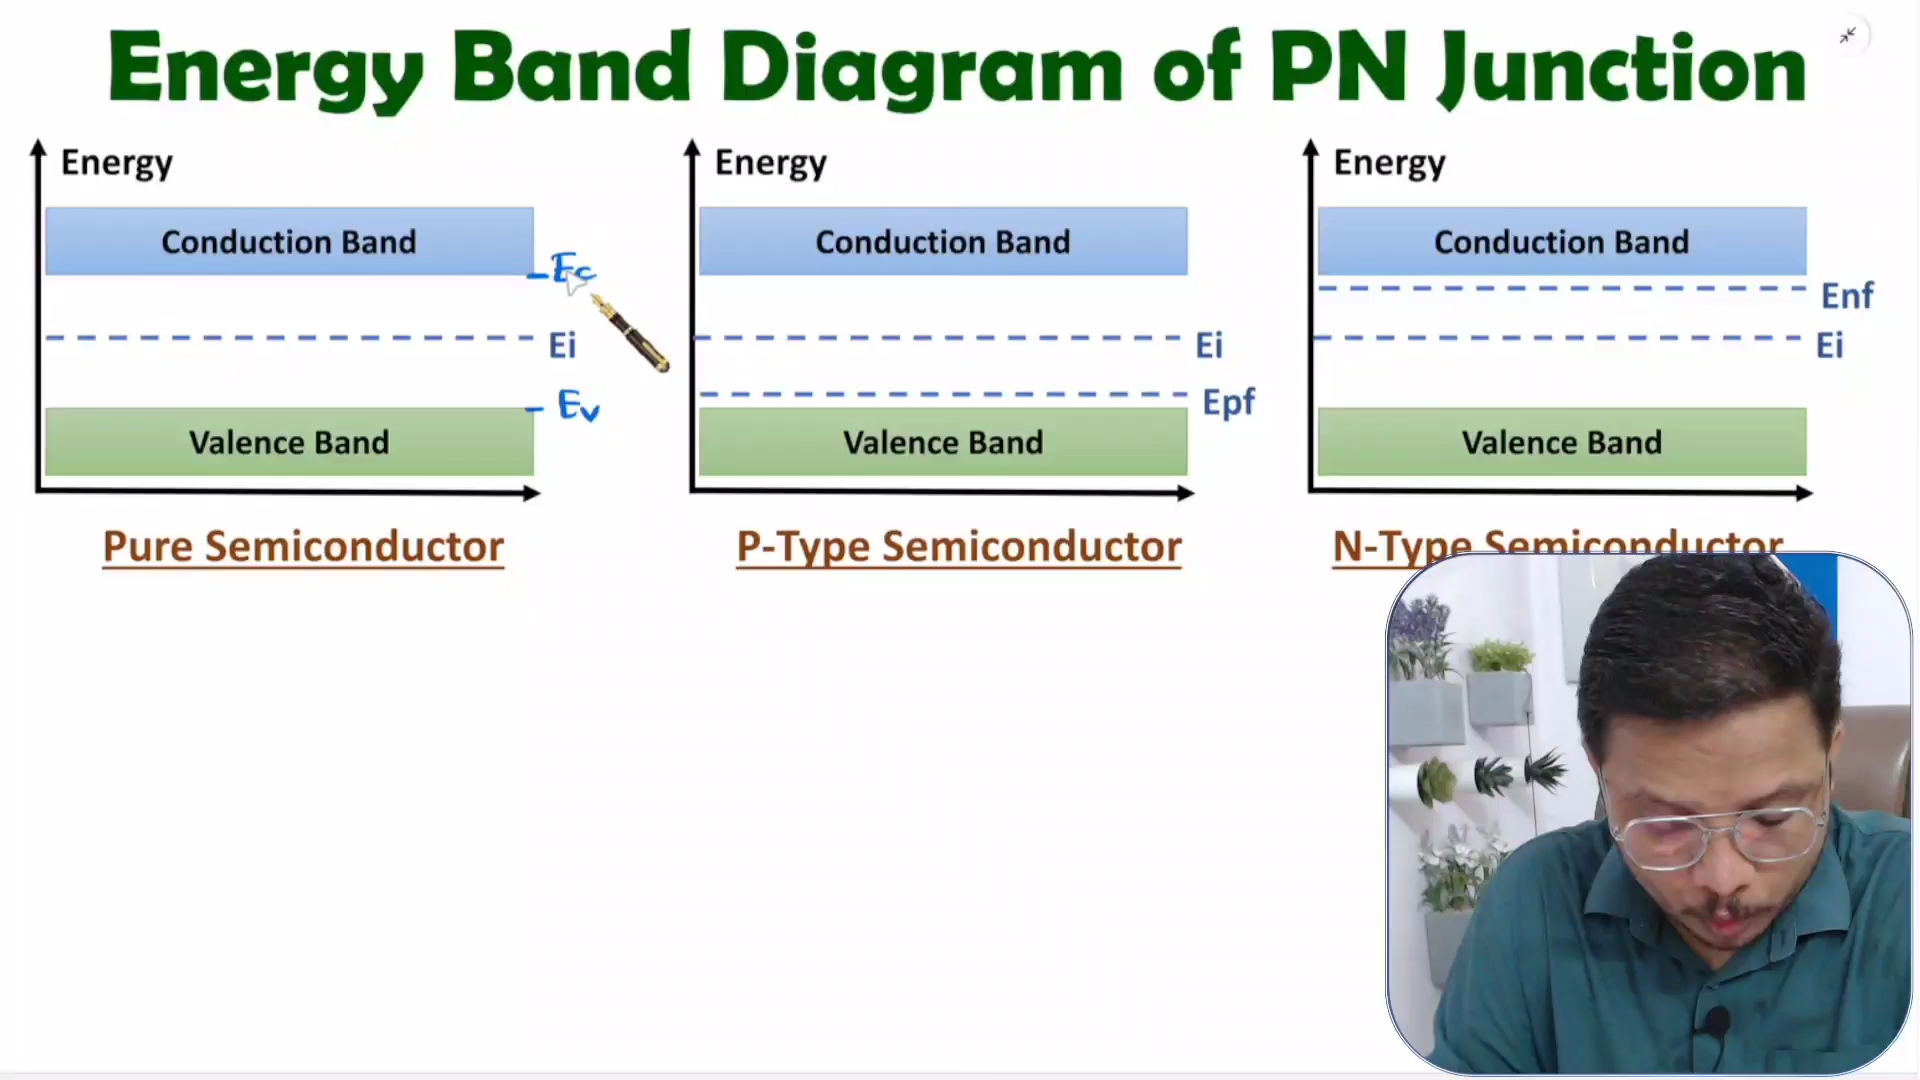 Energy Band Diagram of PN Junction
Energy
Conduction Band
Ec
Ei
Ev
Valence Band
Pure Semiconductor
Energy
Conduction Band
Ei
Epf
Valence Band
P-Type Semiconductor
Energy
Conduction Band
Enf
Ei
Valence Band
N-Type Semiconductor